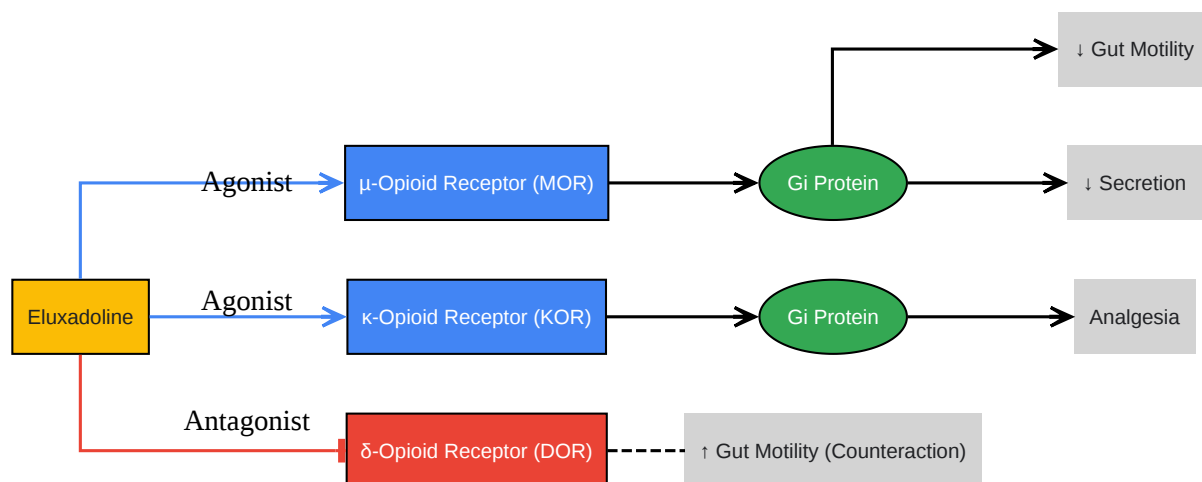 ↓ Gut Motility
Agonist
μ-Opioid Receptor (MOR)
Gi Protein
↓ Secretion
Eluxadoline
Agonist
κ-Opioid Receptor (KOR)
Gi Protein
Analgesia
Antagonist
δ-Opioid Receptor (DOR)
↑ Gut Motility (Counteraction)